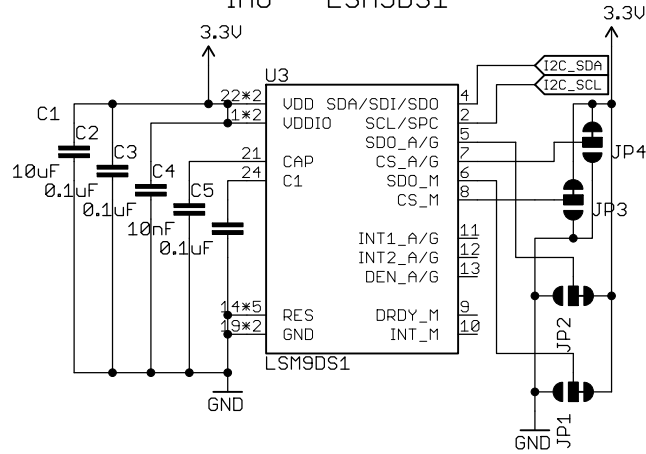 IMU - LSM9DS1
3.3V
3.3V
U3
I2C_SDA
I2C_SCL
22*2 VDD SDA/SDI/SDO 4
1*2 VDDIO SCL/SPC 2
SDO_A/G 5
21 CAP CS_A/G 7
24 C1 SDO_M 6
CS_M 8
INT1_A/G 11
INT2_A/G 12
DEN_A/G 13
14*5 RES DRDY_M 9
19*2 GND INT_M 10
LSM9DS1
C1
10uF
C2
0.1uF
C3
0.1uF
C4
10nF
C5
0.1uF
JP4
JP3
JP2
JP1
GND
GND